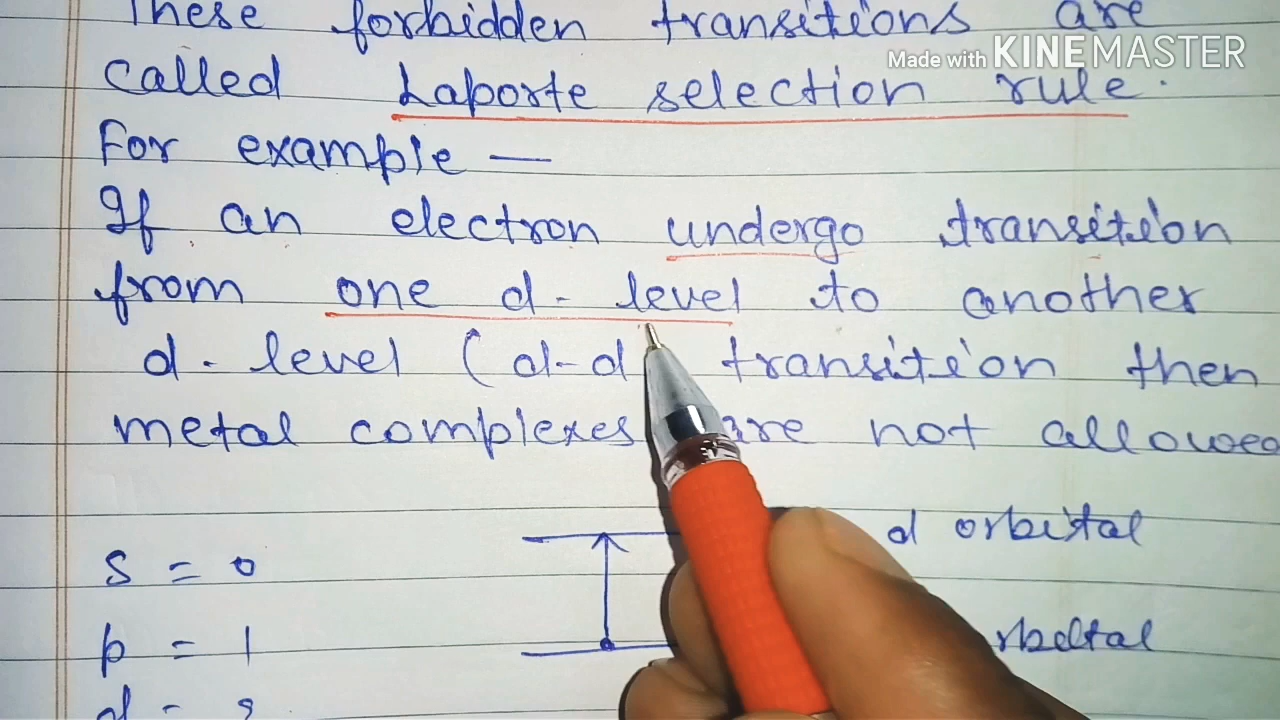 These forbidden transitions are
Made with KINEMASTER
called Laporte selection rule.
For example —
If an electron undergo transition
from one d-level to another
d-level (d-d transition then
metal complexes are not allowed
d orbital
s = 0
p = 1